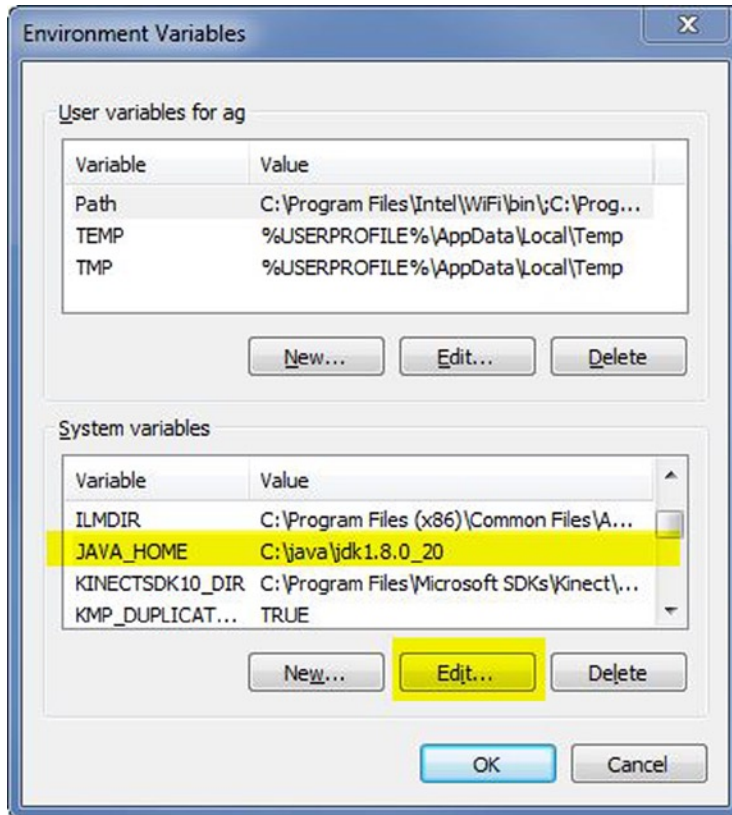 Environment Variables
User variables for ag
Variable Value
Path C:\Program Files\Intel\WiFi\bin\;C:\Prog...
TEMP %USERPROFILE%\AppData\Local\Temp
TMP %USERPROFILE%\AppData\Local\Temp
New... Edit... Delete
System variables
Variable Value
ILMDIR C:\Program Files (x86)\Common Files\A...
JAVA_HOME C:\java\jdk1.8.0_20
KINECTSDK10_DIR C:\Program Files\Microsoft SDKs\Kinect\...
KMP_DUPLICAT... TRUE
New... Edit... Delete
OK Cancel